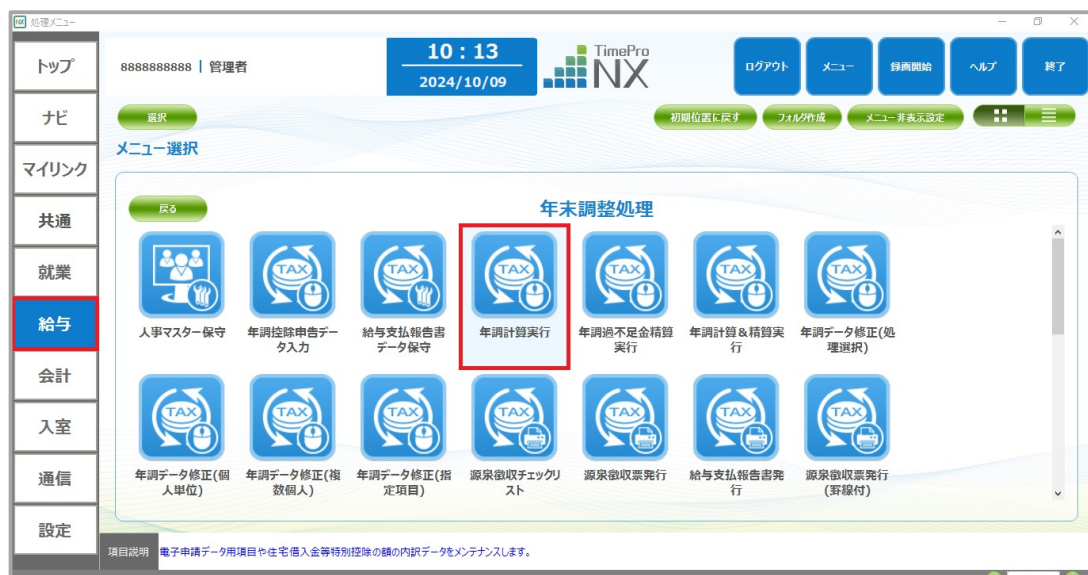 NX 処理メニュー
トップ
8888888888 | 管理者
10 : 13
2024/10/09
TimePro
NX
ログアウト
メニュー
録画開始
ヘルプ
終了
ナビ
選択
初期位置に戻す
フォルダ作成
メニュー非表示設定
メニュー選択
マイリンク
共通
就業
給与
会計
入室
通信
設定
戻る
年末調整処理
TAX
TAX
TAX
TAX
TAX
TAX
人事マスター保守
年調控除申告デー
タ入力
給与支払報告書
データ保守
年調計算実行
年調過不足金精算
実行
年調計算&精算実
行
年調データ修正(処
理選択)
TAX
TAX
TAX
TAX
TAX
TAX
TAX
年調データ修正(個
人単位)
年調データ修正(複
数個人)
年調データ修正(指
定項目)
源泉徴収チェックリ
スト
源泉徴収票発行
給与支払報告書発
行
源泉徴収票発行
(罫線付)
項目説明
電子申請データ用項目や住宅借入金等特別控除の額の内訳データをメンテナンスします。